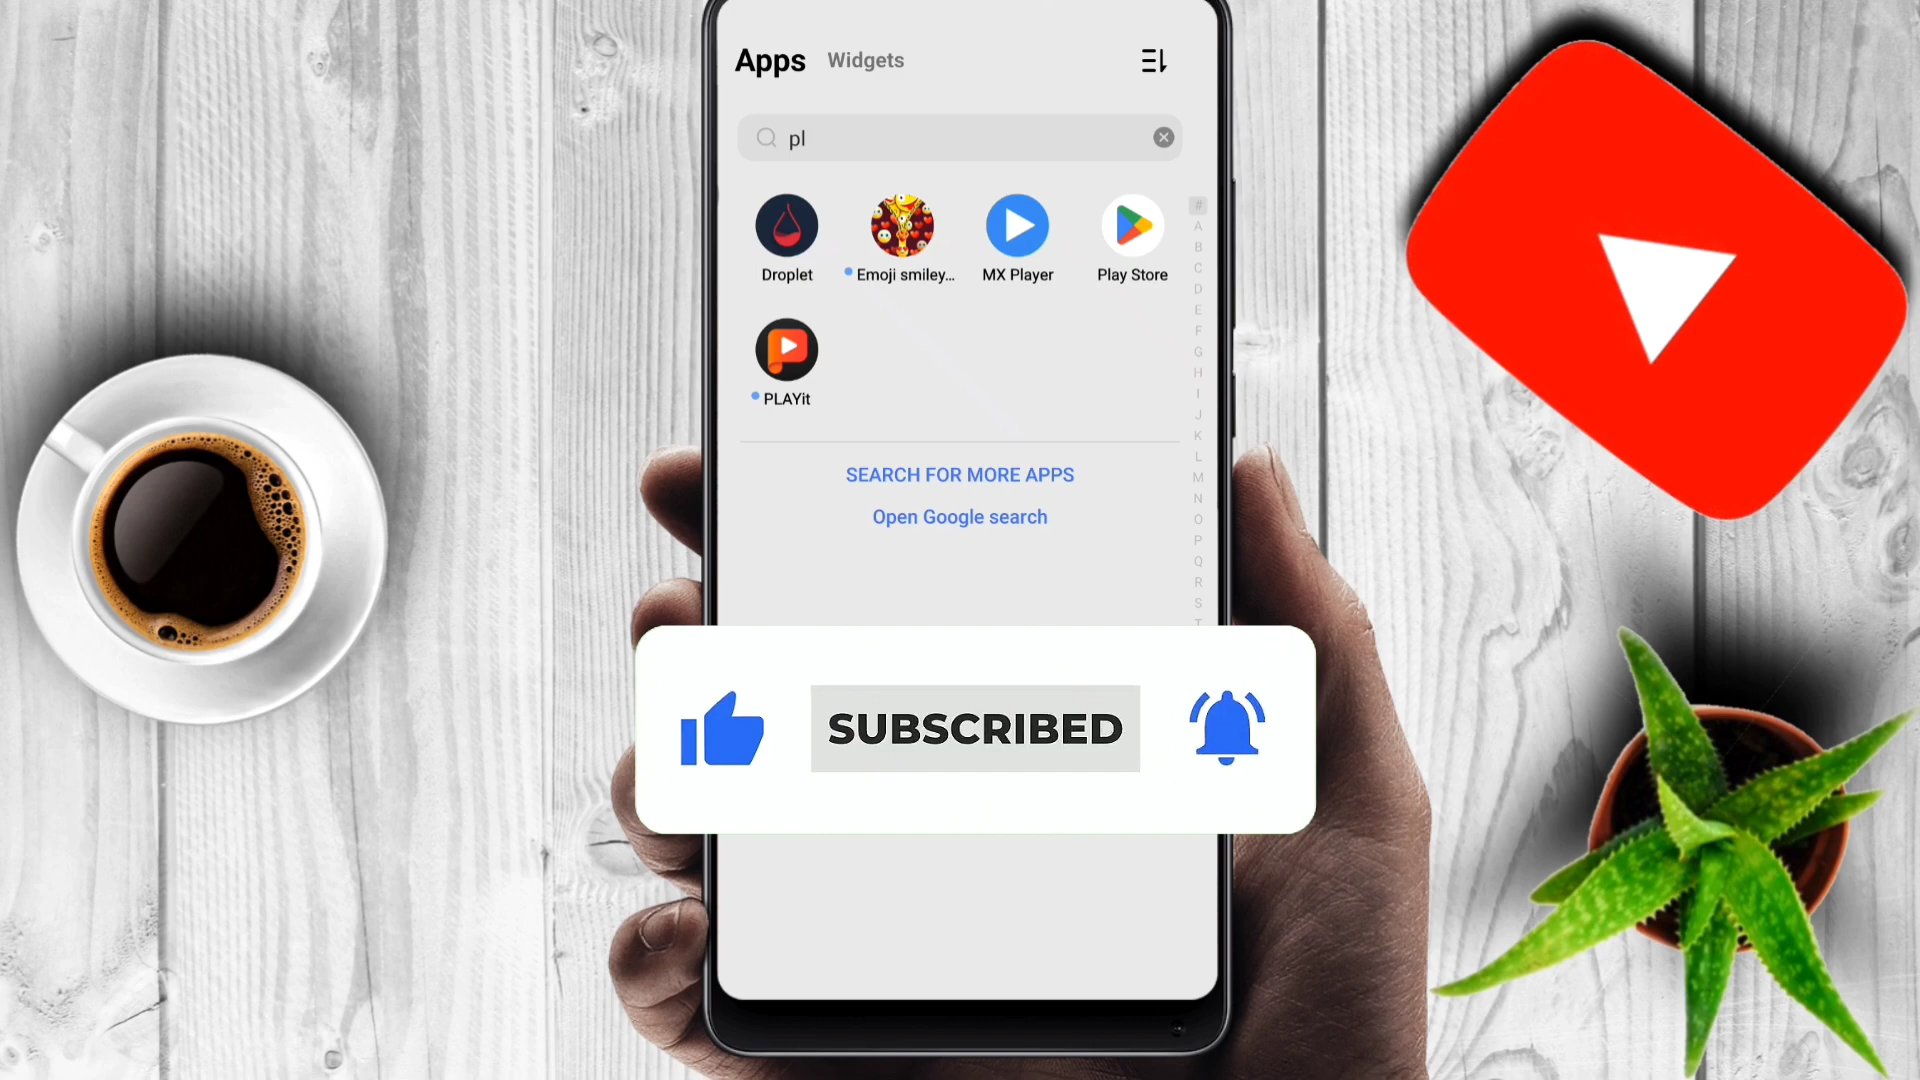 Apps Widgets
pl
Droplet Emoji smiley... MX Player Play Store
PLAYit
SEARCH FOR MORE APPS
Open Google search
#
A
B
C
D
E
F
G
H
I
J
K
L
M
N
O
P
Q
R
S
SUBSCRIBED